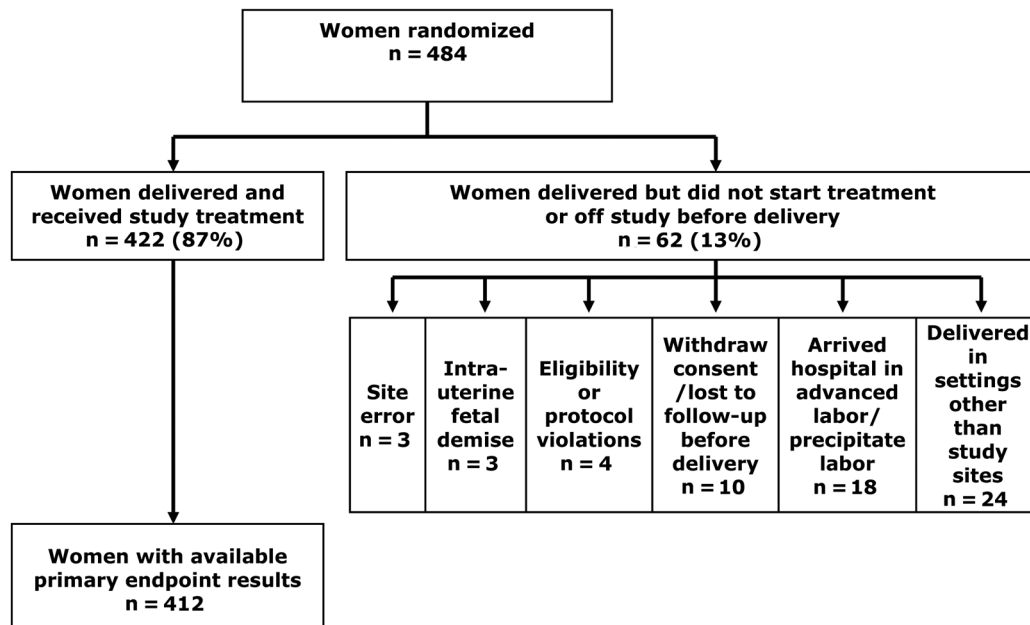 Women randomized
n = 484
Women delivered and
received study treatment
n = 422 (87%)
Women delivered but did not start treatment
or off study before delivery
n = 62 (13%)
Site
error
n = 3
Intra-
uterine
fetal
demise
n = 3
Eligibility
or
protocol
violations
n = 4
Withdraw
consent
/lost to
follow-up
before
delivery
n = 10
Arrived
hospital in
advanced
labor/
precipitate
labor
n = 18
Delivered
in
settings
other
than
study
sites
n = 24
Women with available
primary endpoint results
n = 412